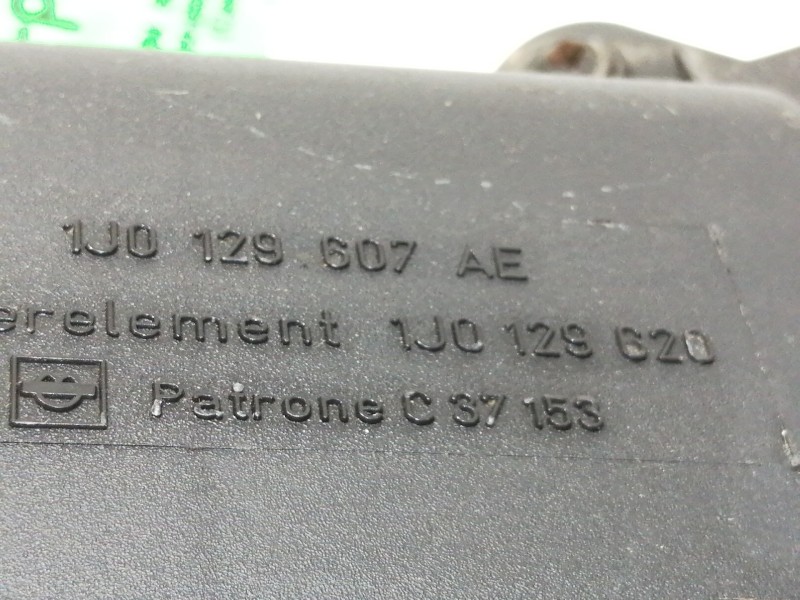 1J0 129 607 AE
erelement 1J0 129 620
Patrone C 37 153